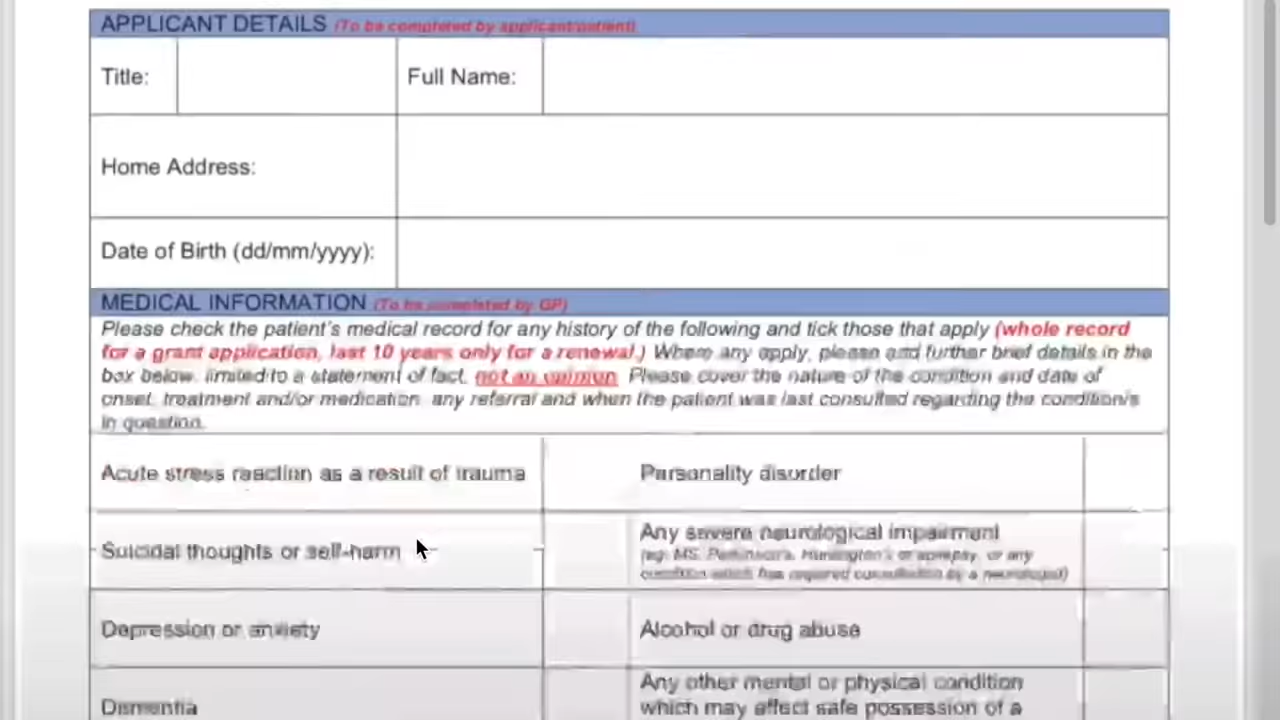 APPLICANT DETAILS (To be completed by applicant/patient)
Title:
Full Name:
Home Address:
Date of Birth (dd/mm/yyyy):
MEDICAL INFORMATION (To be completed by GP)
Please check the patient's medical record for any history of the following and tick those that apply (whole record
for a grant application, last 10 years only for a renewal.) Where any apply, please add further brief details in the
box below, limited to a statement of fact, not an opinion. Please cover the nature of the condition and date of
onset, treatment and/or medication, any referral and when the patient was last consulted regarding the condition/s
in question.
Acute stress reaction as a result of trauma
Personality disorder
Suicidal thoughts or self-harm
Any severe neurological impairment
(eg: MS, Parkinson's, Huntington's or epilepsy, or any
condition which has required consultation by a neurologist)
Depression or anxiety
Alcohol or drug abuse
Dementia
Any other mental or physical condition
which may affect safe possession of a